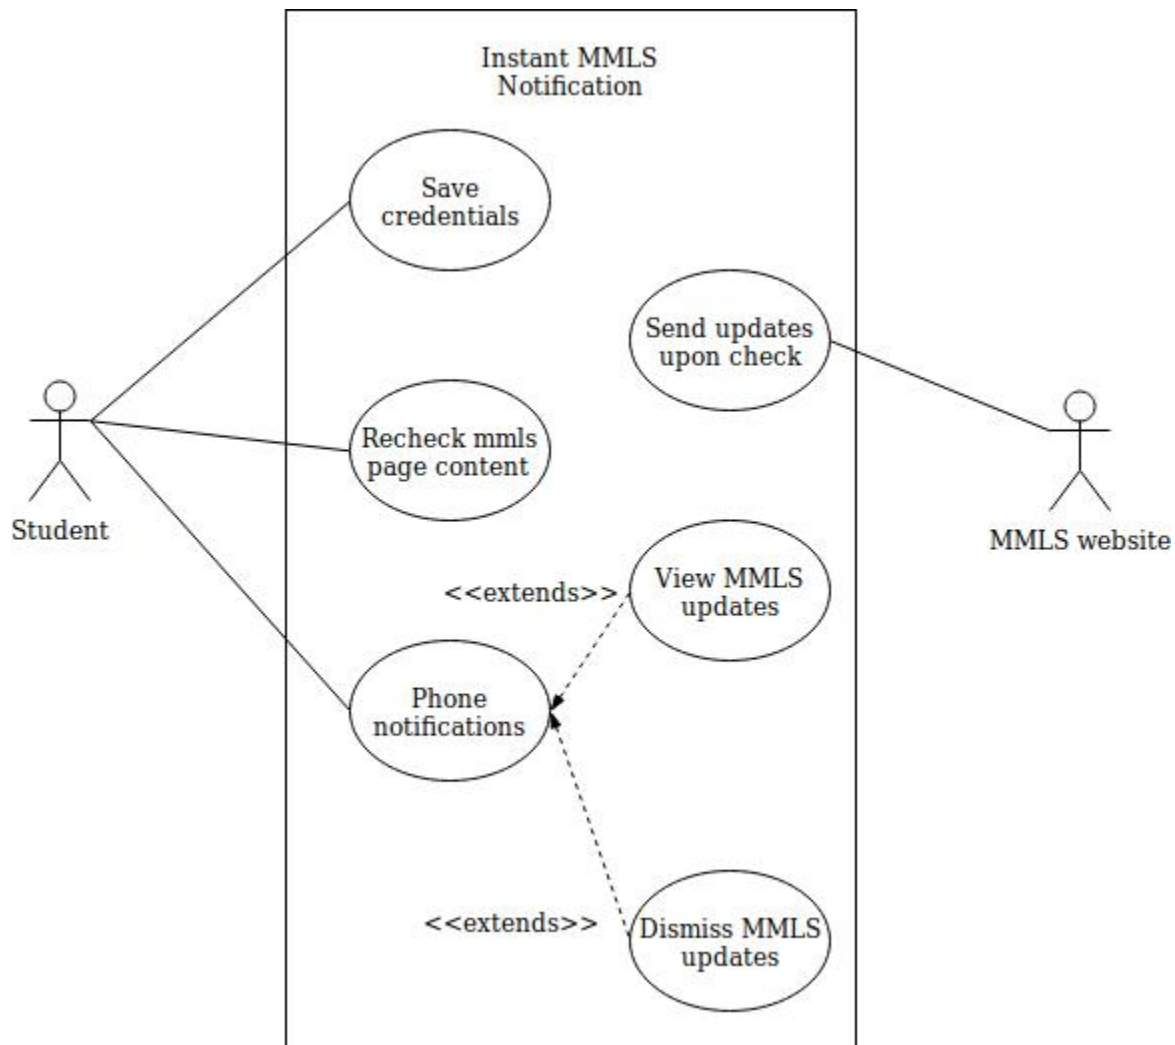 Instant MMLS
Notification
Save
credentials
Send updates
upon check
Recheck mmls
page content
Student
MMLS website
View MMLS
updates
<<extends>>
Phone
notifications
<<extends>>
Dismiss MMLS
updates